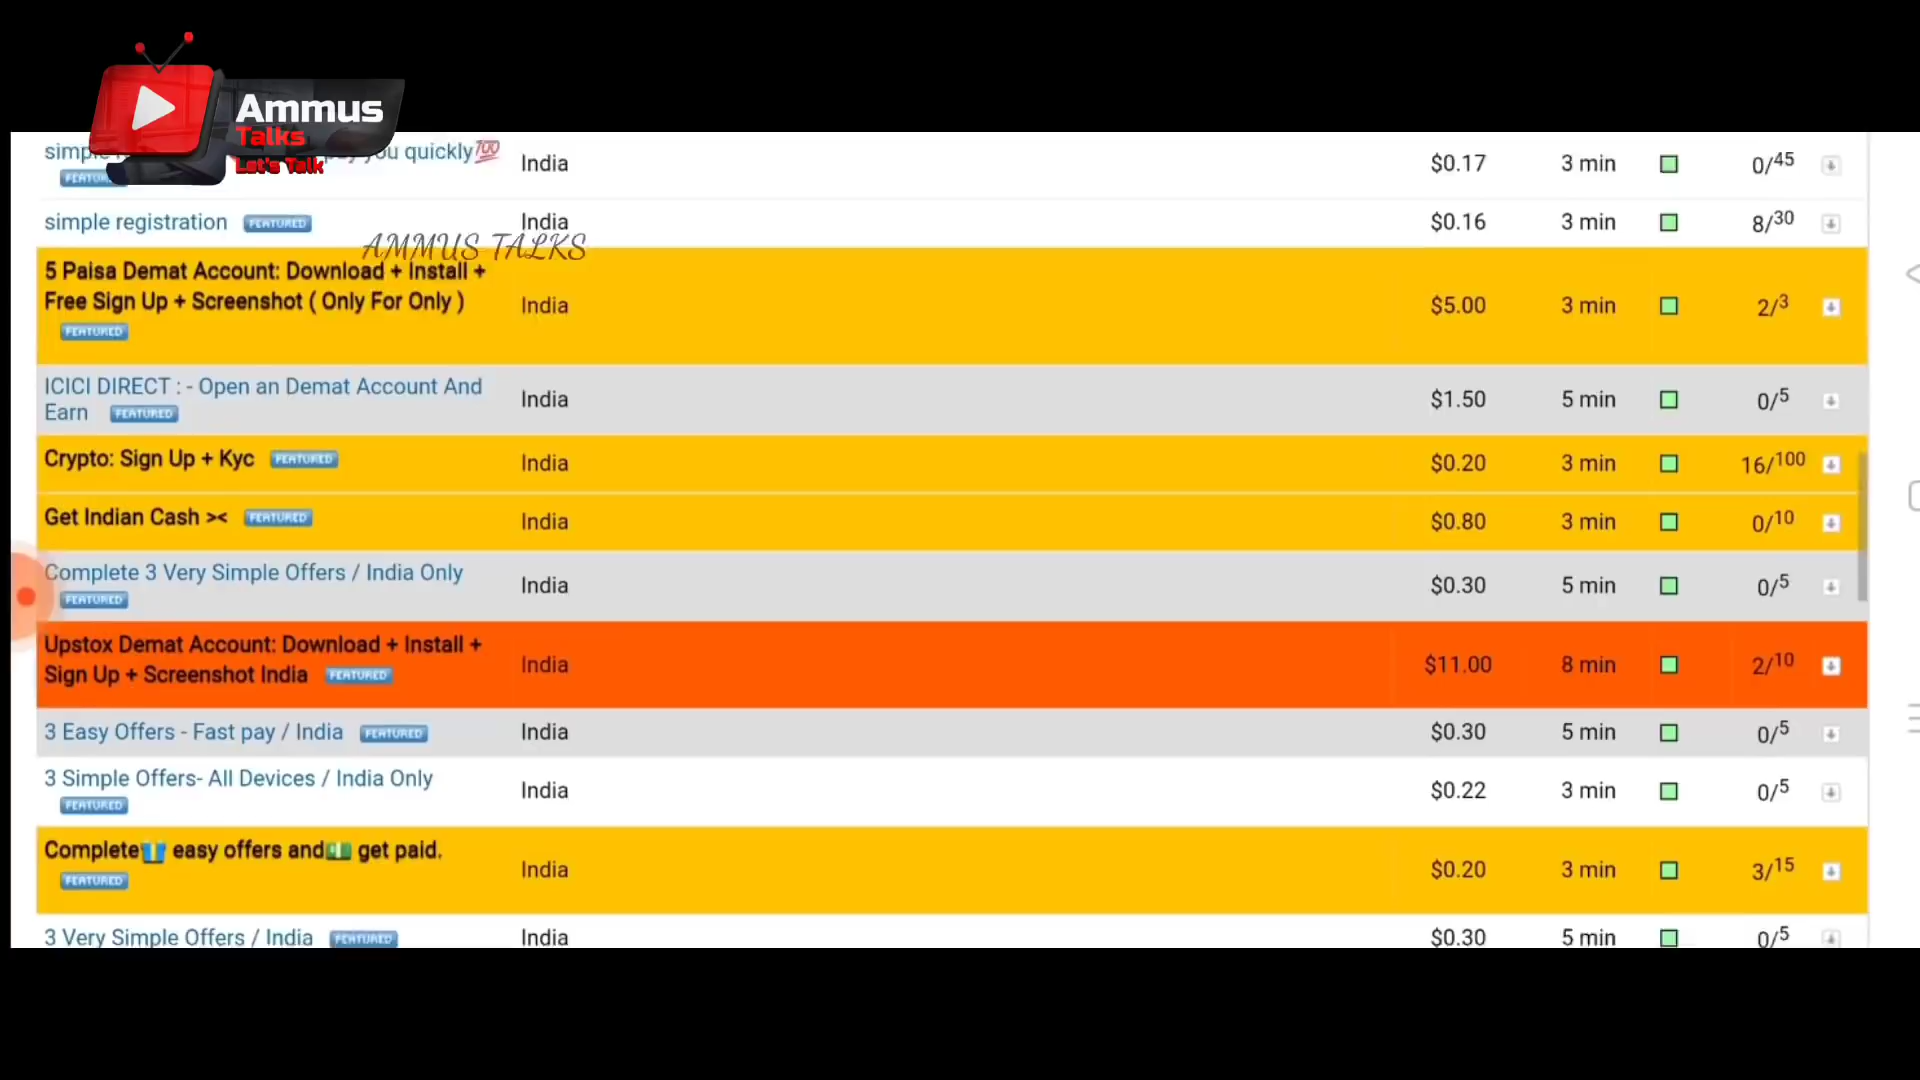 Ammus
Talks
Let's Talk
you quickly💯 India $0.17 3 min 0/45
simple registration FEATURED India $0.16 3 min 8/30
AMMUS TALKS
5 Paisa Demat Account: Download + Install +
Free Sign Up + Screenshot ( Only For Only ) India $5.00 3 min 2/3
FEATURED
ICICI DIRECT : - Open an Demat Account And
Earn FEATURED India $1.50 5 min 0/5
Crypto: Sign Up + Kyc FEATURED India $0.20 3 min 16/100
Get Indian Cash >< FEATURED India $0.80 3 min 0/10
Complete 3 Very Simple Offers / India Only India $0.30 5 min 0/5
FEATURED
Upstox Demat Account: Download + Install +
Sign Up + Screenshot India FEATURED India $11.00 8 min 2/10
3 Easy Offers - Fast pay / India FEATURED India $0.30 5 min 0/5
3 Simple Offers- All Devices / India Only India $0.22 3 min 0/5
FEATURED
Complete easy offers and💵 get paid. India $0.20 3 min 3/15
FEATURED
3 Very Simple Offers / India FEATURED India $0.30 5 min 0/5